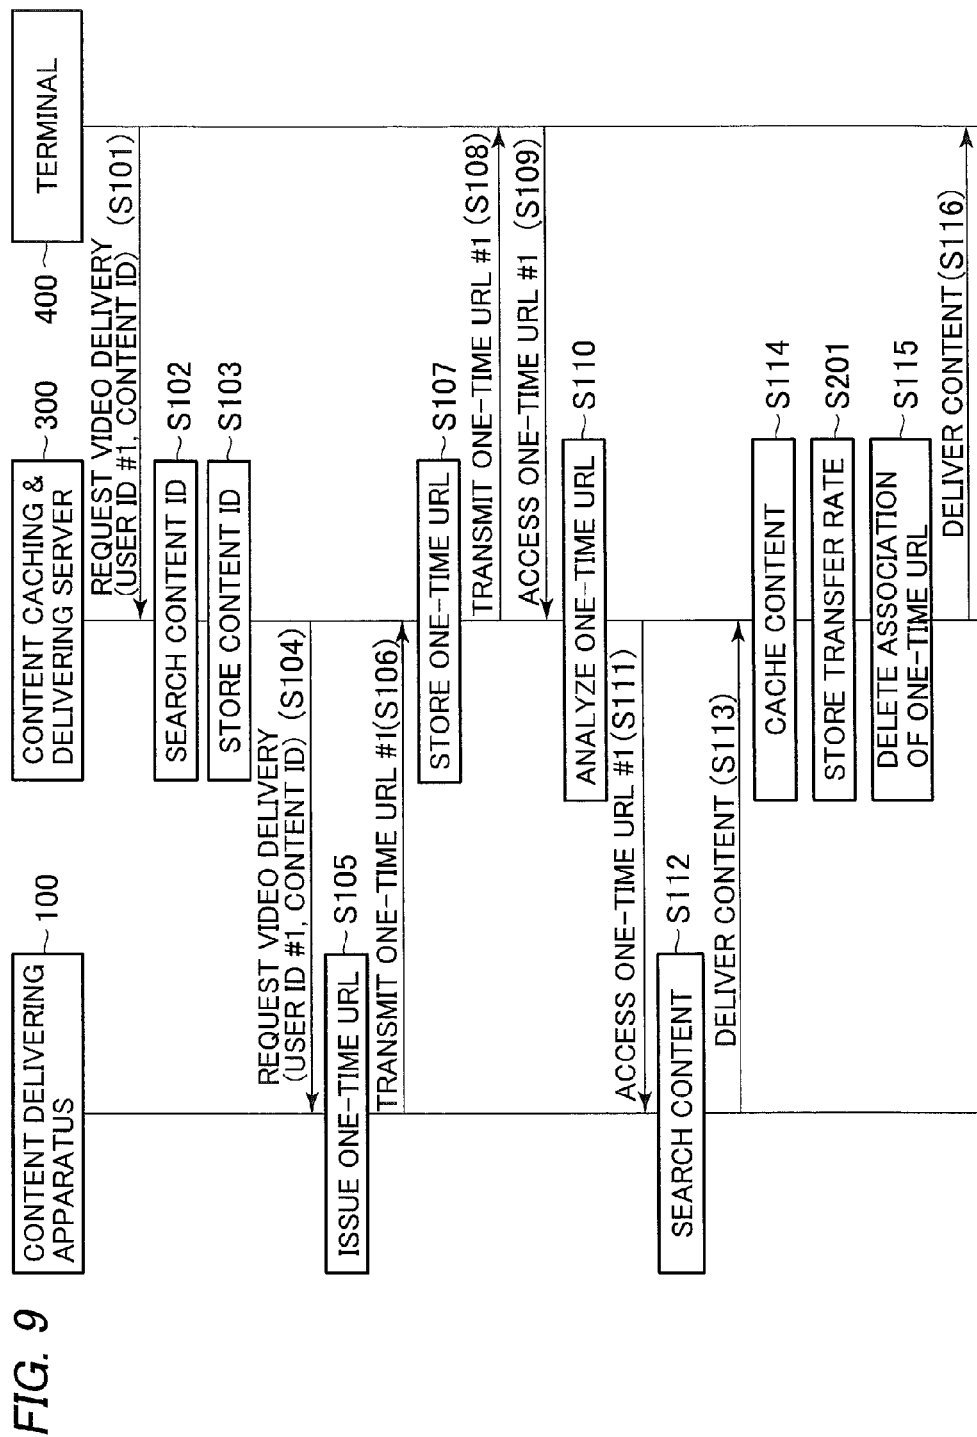 FIG. 9
CONTENT DELIVERING
APPARATUS
100
CONTENT CACHING &
DELIVERING SERVER
300
TERMINAL
400
REQUEST VIDEO DELIVERY
(USER ID #1, CONTENT ID) (S101)
SEARCH CONTENT ID
S102
STORE CONTENT ID
S103
REQUEST VIDEO DELIVERY
(USER ID #1, CONTENT ID) (S104)
ISSUE ONE-TIME URL
S105
TRANSMIT ONE-TIME URL #1(S106)
STORE ONE-TIME URL
S107
TRANSMIT ONE-TIME URL #1 (S108)
ACCESS ONE-TIME URL #1 (S109)
ANALYZE ONE-TIME URL
S110
ACCESS ONE-TIME URL #1(S111)
SEARCH CONTENT
S112
DELIVER CONTENT (S113)
CACHE CONTENT
S114
STORE TRANSFER RATE
S201
DELETE ASSOCIATION
OF ONE-TIME URL
S115
DELIVER CONTENT(S116)